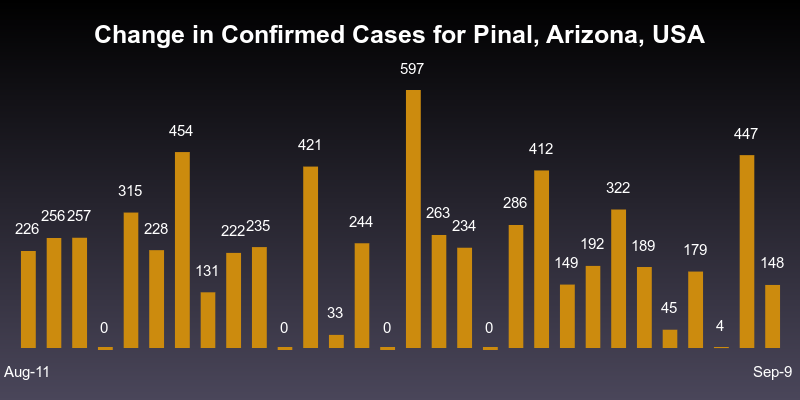 Change in Confirmed Cases for Pinal, Arizona, USA
226 256 257 0 315 228 454 131 222 235 0 421 33 244 0 597 263 234 0 286 412 149 192 322 189 45 179 4 447 148
Aug-11 Sep-9